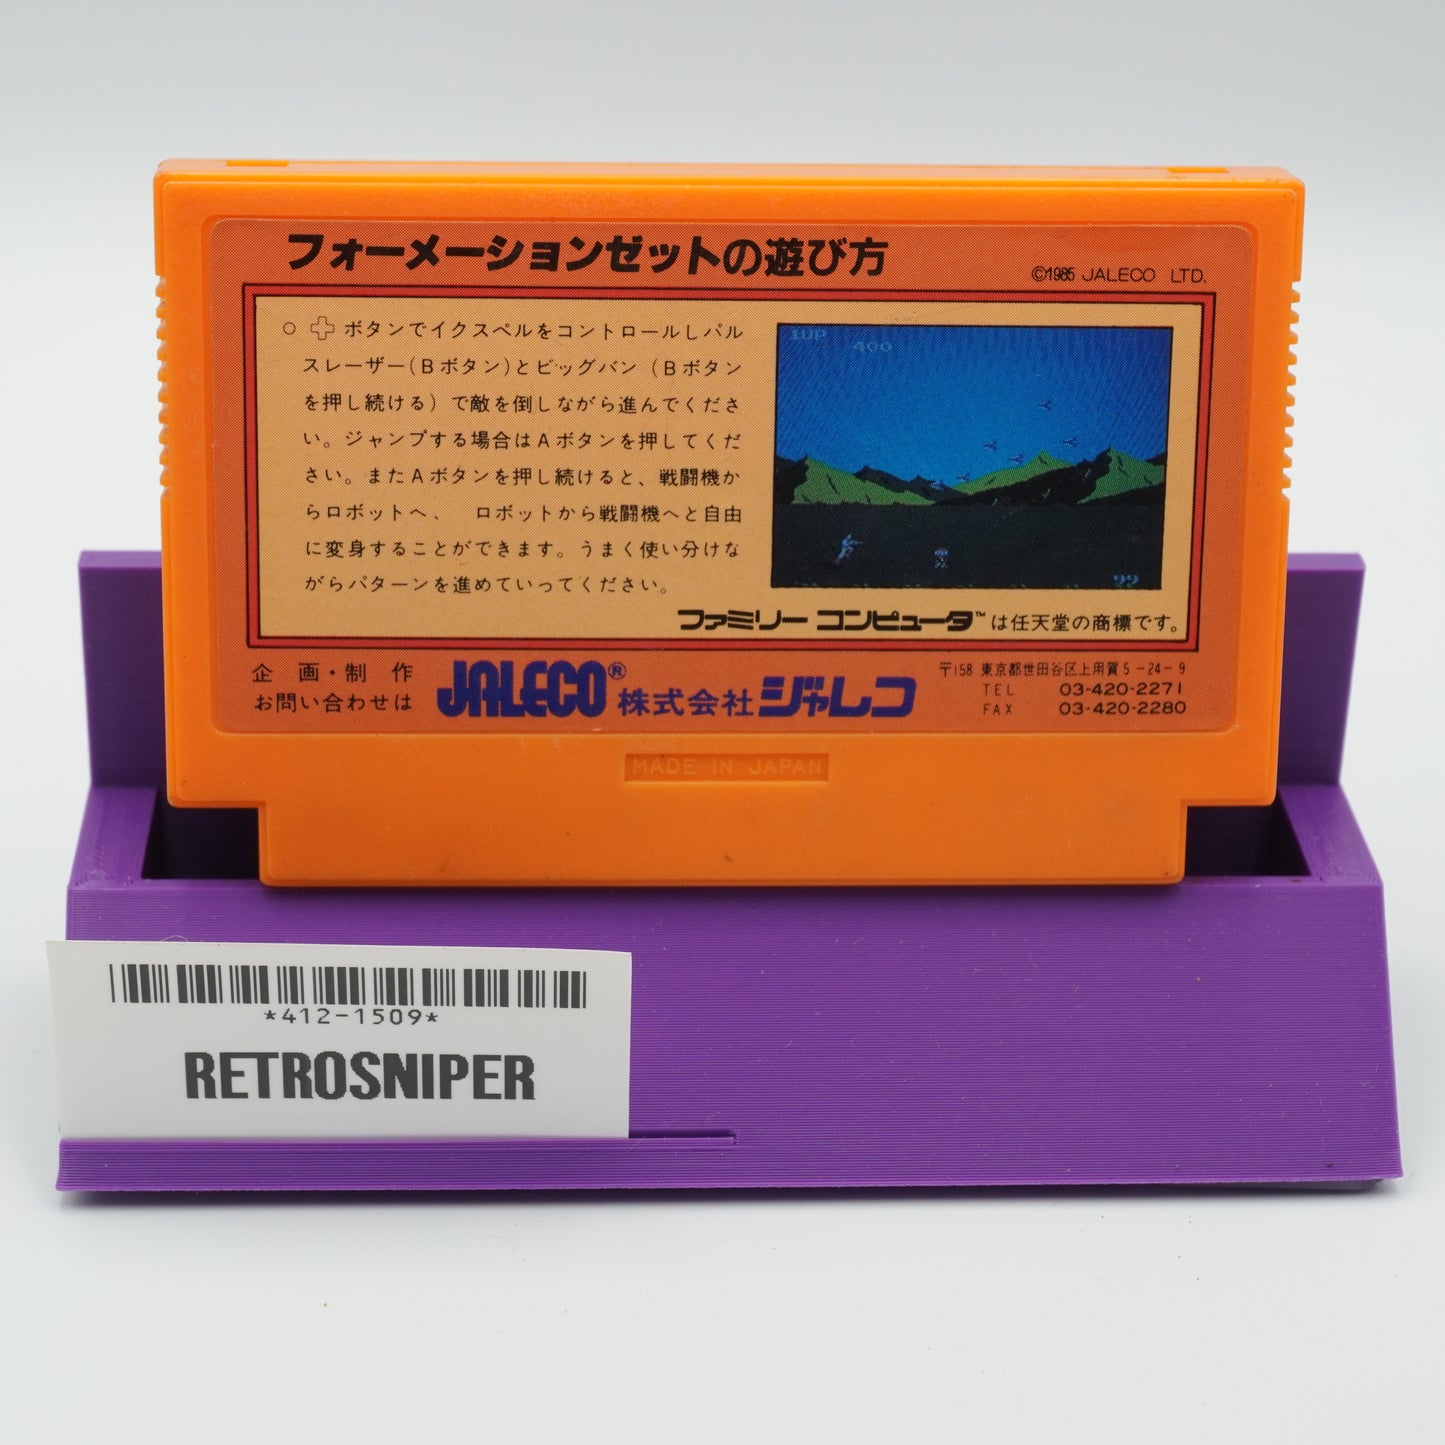 フォーメーションゼットの遊び方
©1985 JALECO LTD.
○ ボタンでイクスペルをコントロールしパル
スレーザー(Bボタン)とビッグバン (Bボタン
を押し続ける) で敵を倒しながら進んでくださ
い。ジャンプする場合はAボタンを押してくだ
さい。またAボタンを押し続けると、戦闘機か
らロボットへ、 ロボットから戦闘機へと自由
に変身することができます。うまく使い分けな
がらパターンを進めていってください。
1UP
400
99
ファミリー コンピュータ™は任天堂の商標です。
企画・制作
お問い合わせは
JALECO® 株式会社 ジャレコ
〒158 東京都世田谷区上用賀5-24-9
TEL 03-420-2271
FAX 03-420-2280
MADE IN JAPAN
*412-1509*
RETROSNIPER